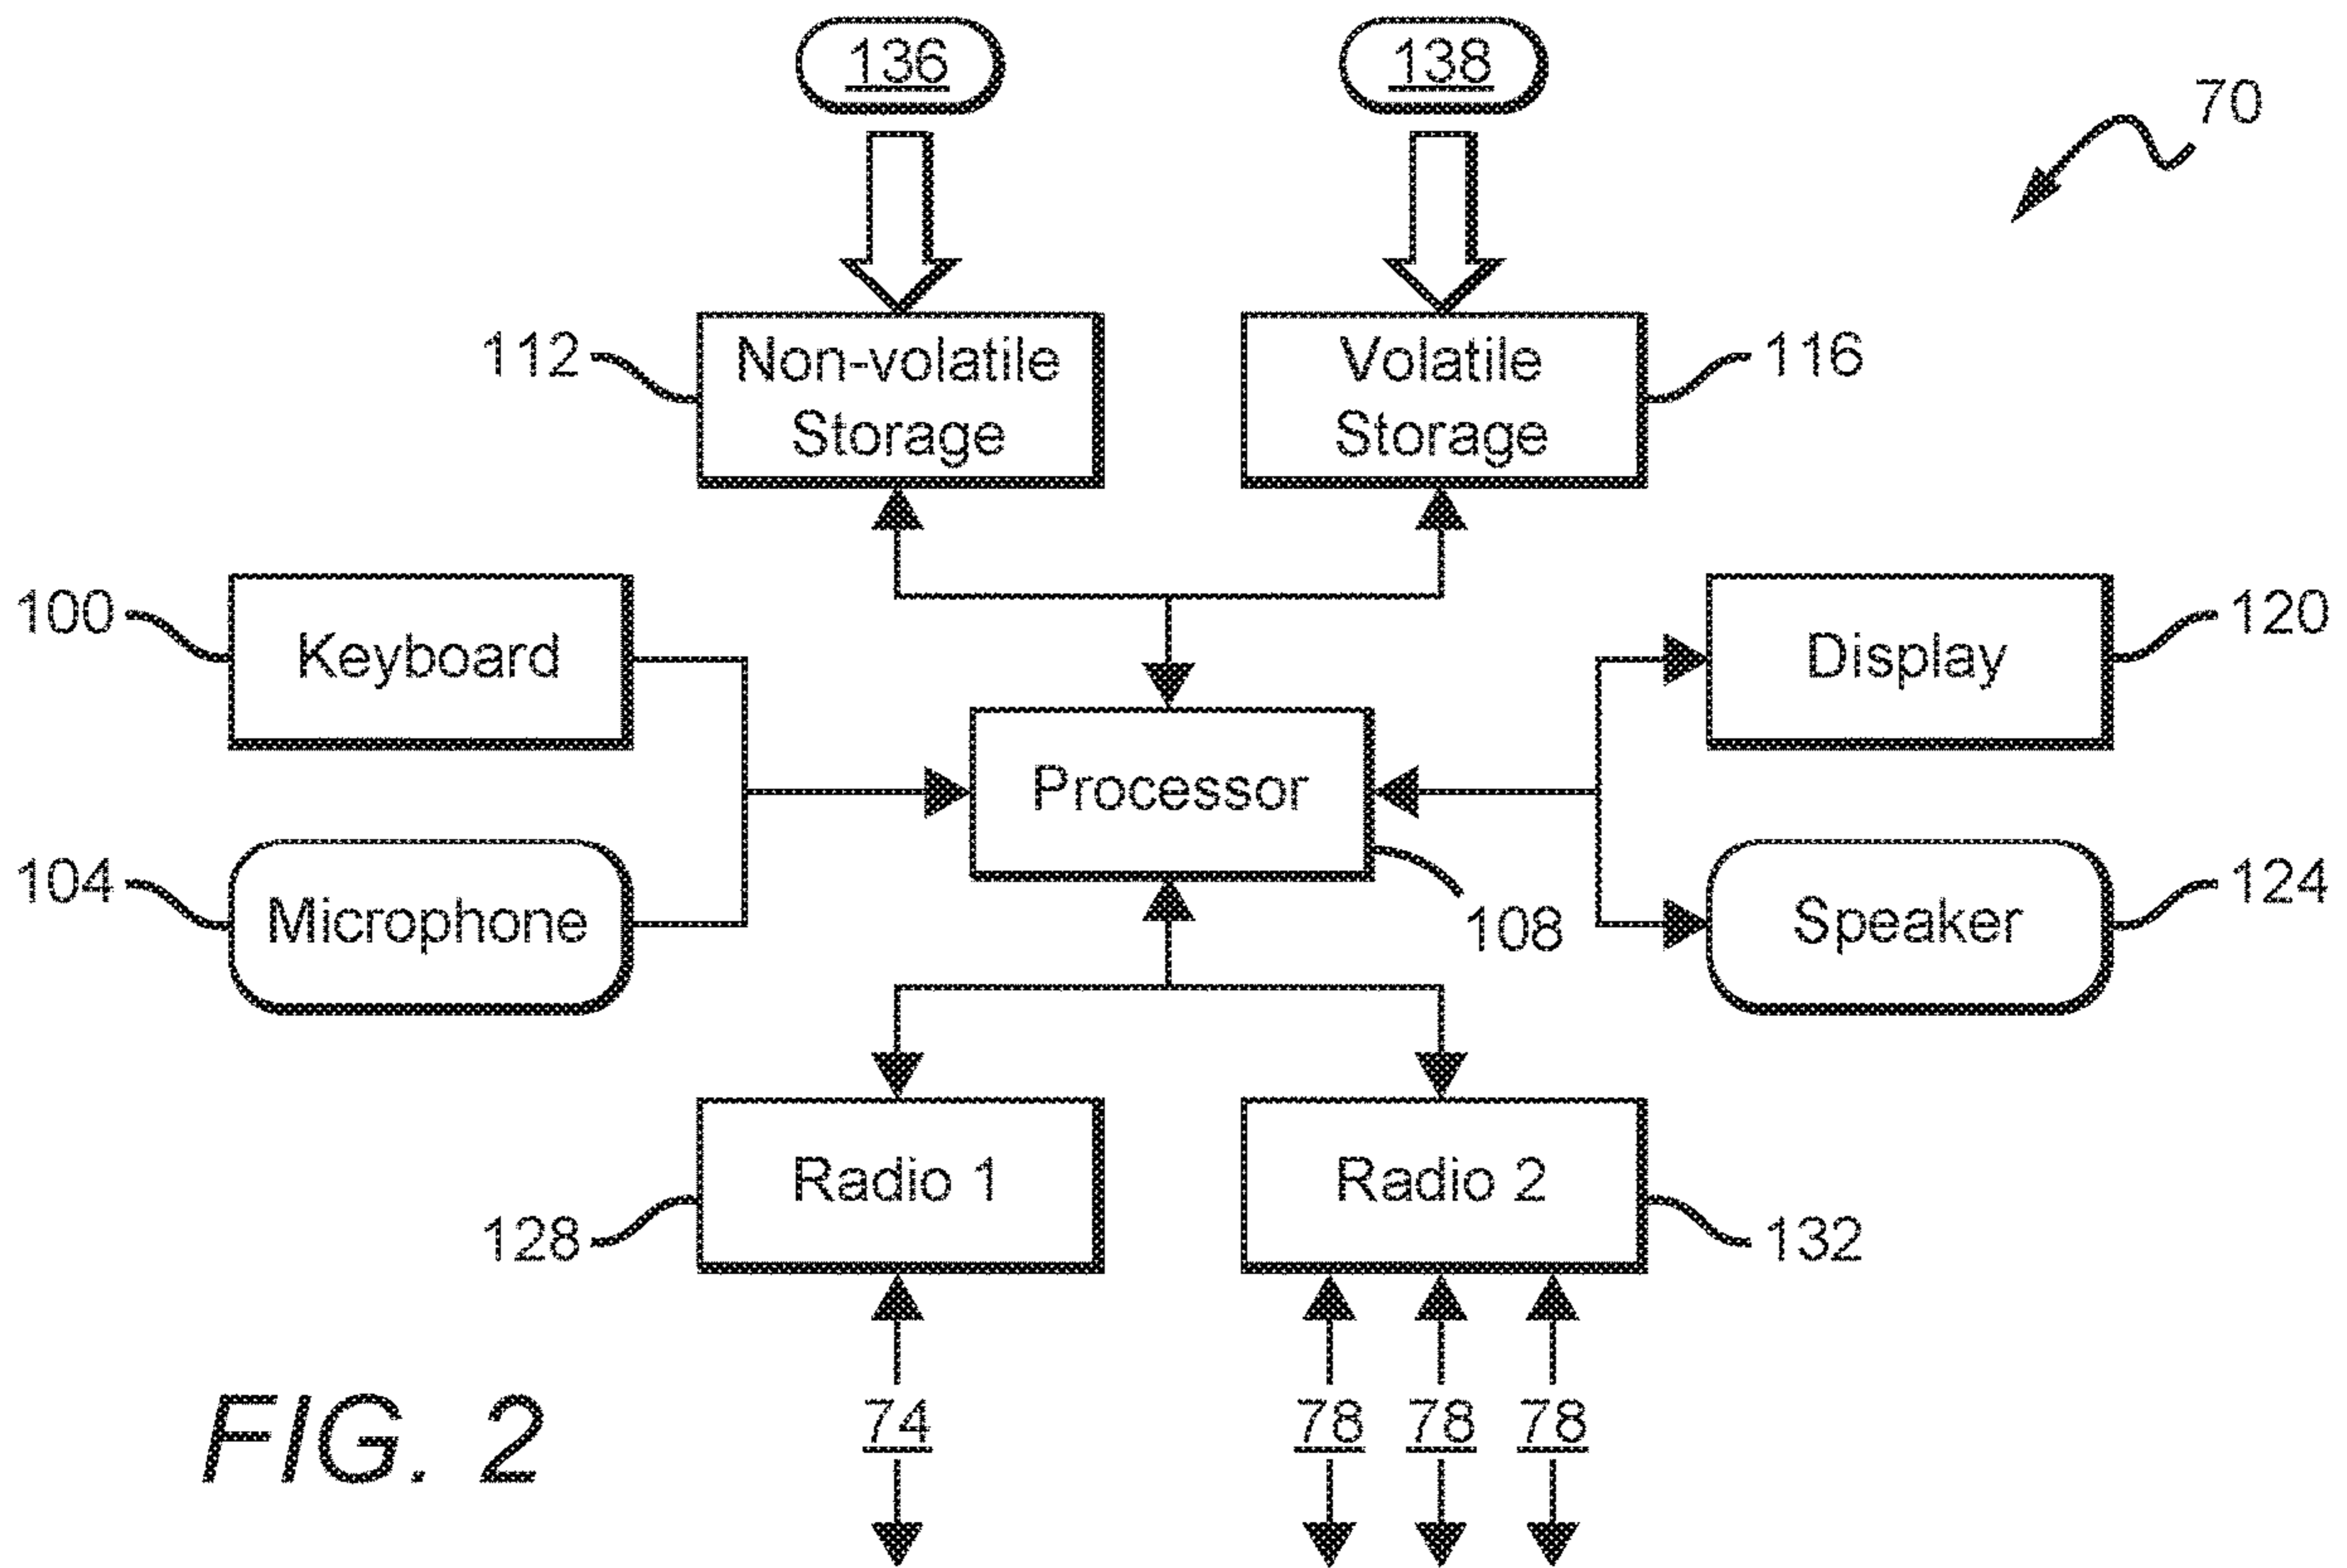 136
138
70
112
Non-volatile
Storage
Volatile
Storage
116
100
Keyboard
Display
120
Processor
104
Microphone
108
Speaker
124
Radio 1
Radio 2
128
132
74
78
78
78
FIG. 2